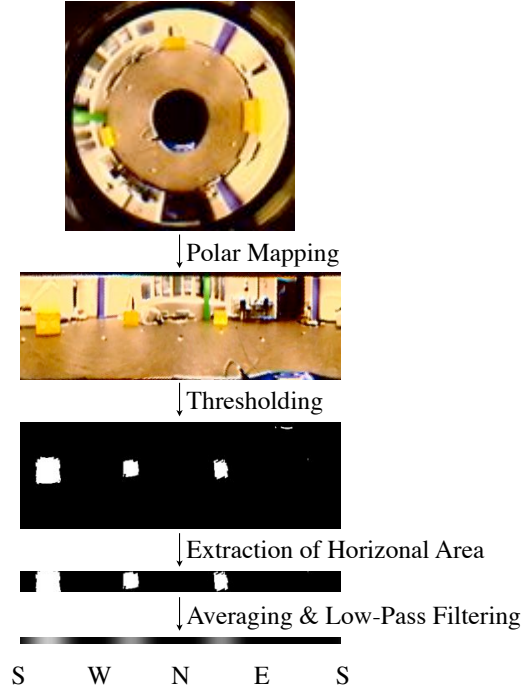 Polar Mapping
Thresholding
Extraction of Horizonal Area
Averaging & Low-Pass Filtering
S W N E S